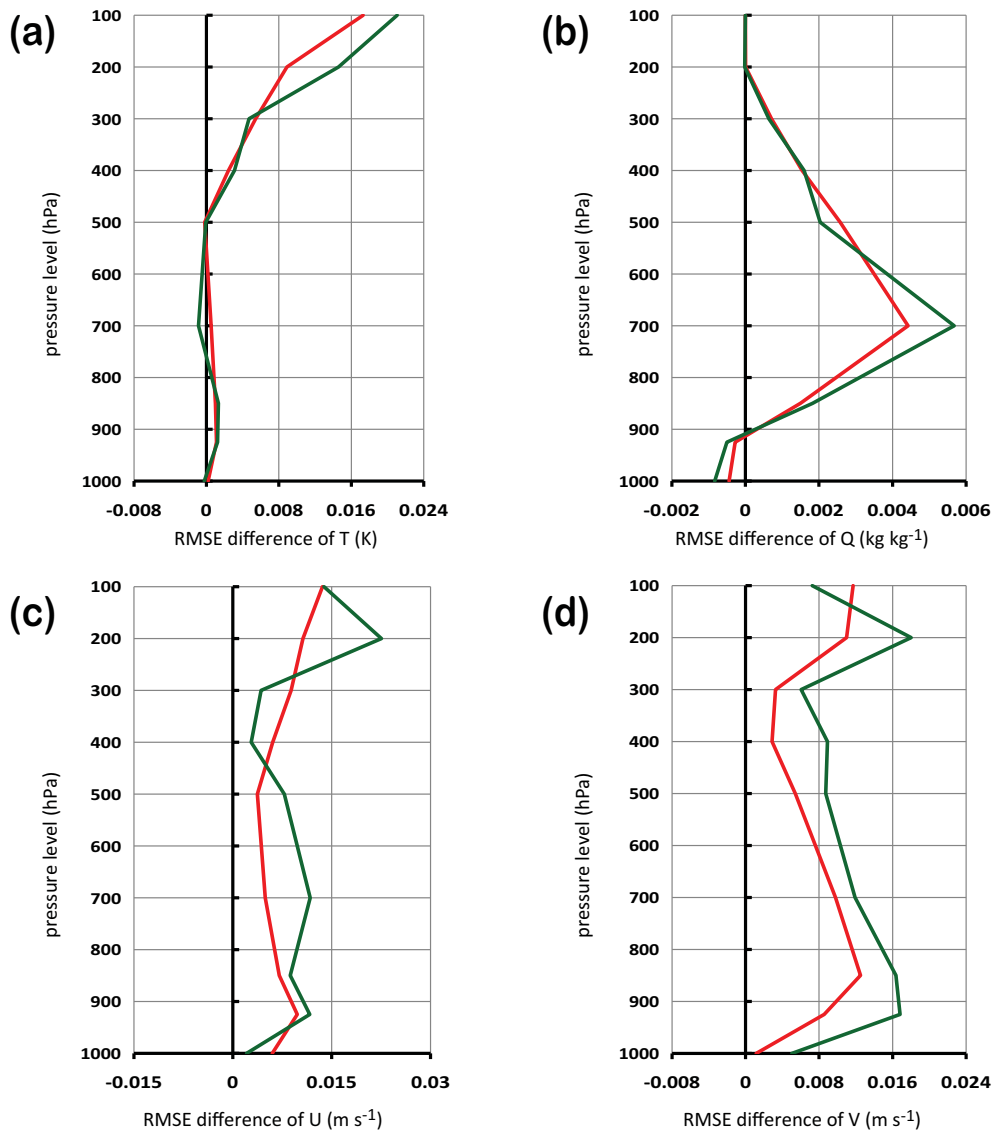 (a)
100
200
300
400
500
600
700
800
900
1000
pressure level (hPa)
-0.008 0 0.008 0.016 0.024
RMSE difference of T (K)
(b)
100
200
300
400
500
600
700
800
900
1000
pressure level (hPa)
-0.002 0 0.002 0.004 0.006
RMSE difference of Q (kg kg⁻¹)
(c)
100
200
300
400
500
600
700
800
900
1000
pressure level (hPa)
-0.015 0 0.015 0.03
RMSE difference of U (m s⁻¹)
(d)
100
200
300
400
500
600
700
800
900
1000
pressure level (hPa)
-0.008 0 0.008 0.016 0.024
RMSE difference of V (m s⁻¹)